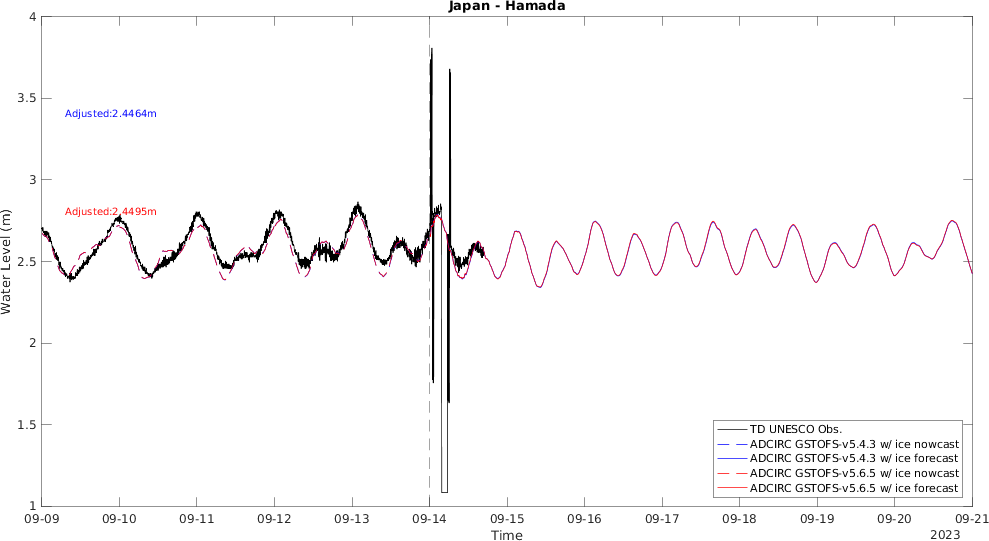 Japan - Hamada
4
3.5
3
2.5
2
1.5
1
Water Level (m)
Adjusted:2.4464m
Adjusted:2.4495m
TD UNESCO Obs.
ADCIRC GSTOFS-v5.4.3 w/ ice nowcast
ADCIRC GSTOFS-v5.4.3 w/ ice forecast
ADCIRC GSTOFS-v5.6.5 w/ ice nowcast
ADCIRC GSTOFS-v5.6.5 w/ ice forecast
09-09 09-10 09-11 09-12 09-13 09-14 09-15 09-16 09-17 09-18 09-19 09-20 09-21
Time
2023